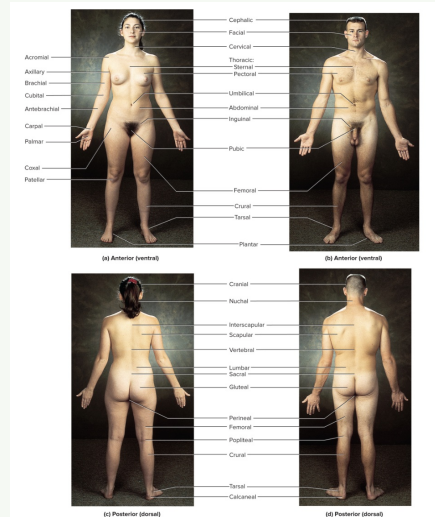 Cephalic
Facial
Cervical
Acromial
Thoracic:
Sternal
Pectoral
Axillary
Brachial
Cubital
Umbilical
Antebrachial
Abdominal
Inguinal
Carpal
Palmar
Pubic
Coxal
Patellar
Femoral
Crural
Tarsal
Plantar
(a) Anterior (ventral)
(b) Anterior (ventral)
Cranial
Nuchal
Interscapular
Scapular
Vertebral
Lumbar
Sacral
Gluteal
Perineal
Femoral
Popliteal
Crural
Tarsal
Calcaneal
(c) Posterior (dorsal)
(d) Posterior (dorsal)